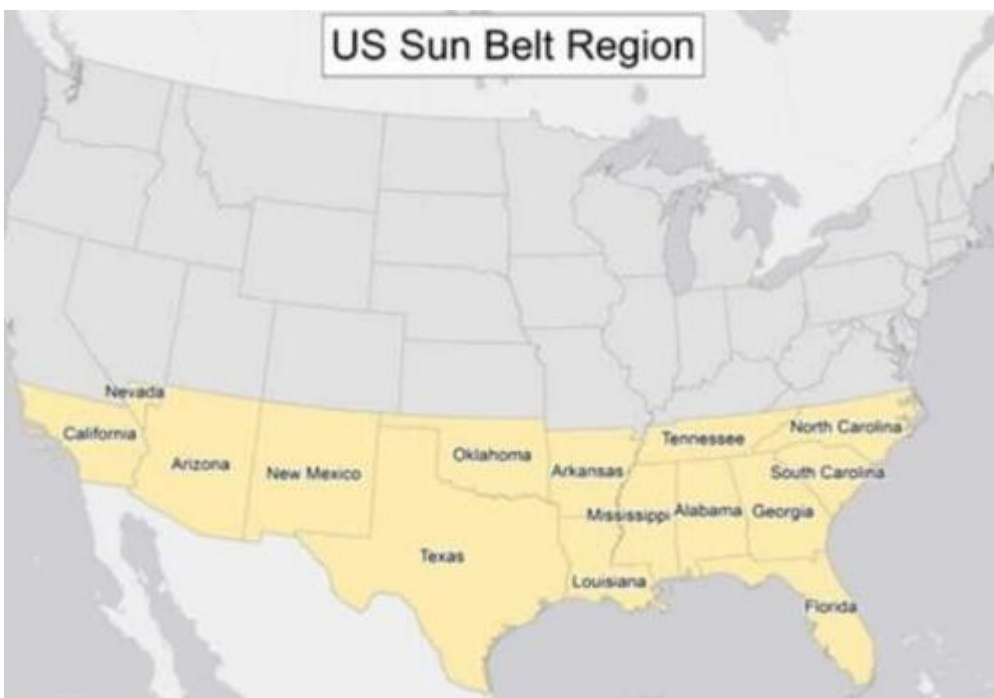 US Sun Belt Region
Nevada
California
Arizona
New Mexico
Oklahoma
Texas
Arkansas
Tennessee
North Carolina
South Carolina
Mississippi
Alabama
Georgia
Louisiana
Florida